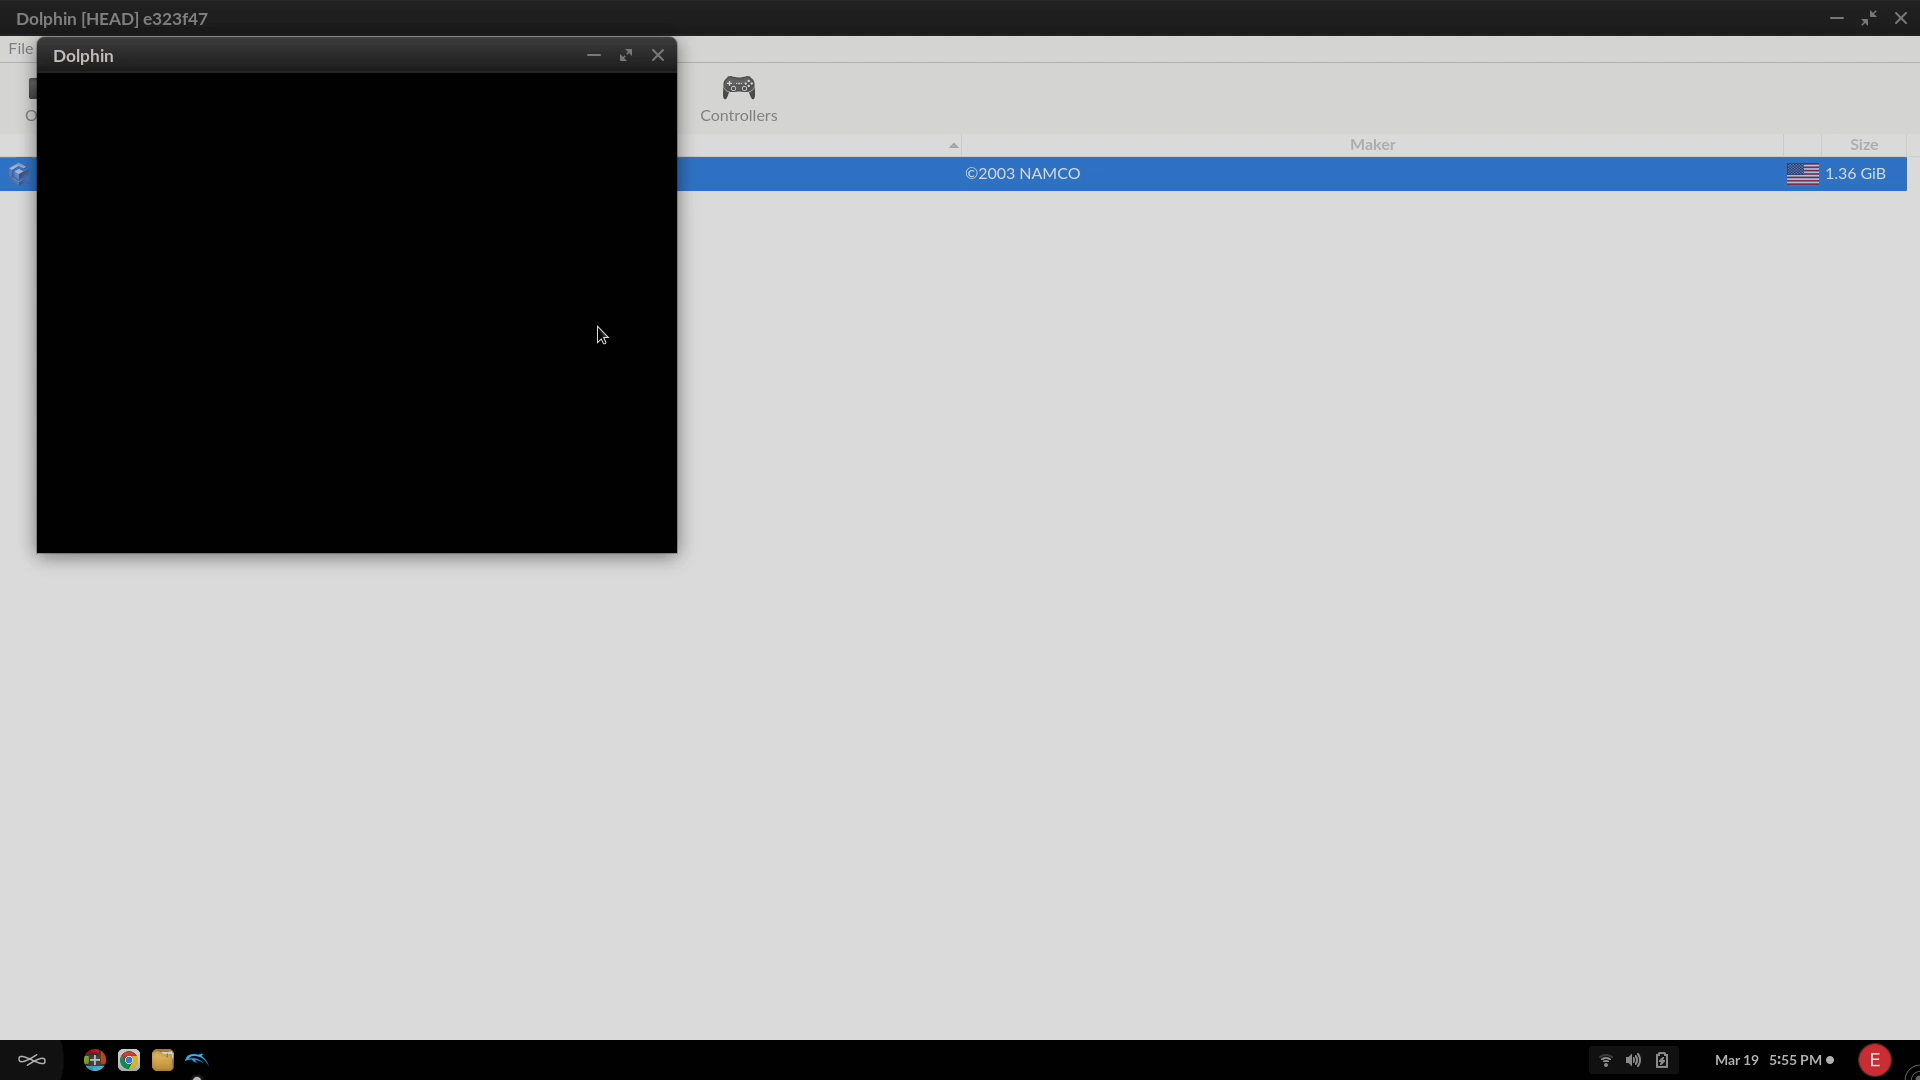 Dolphin [HEAD] e323f47
File
Dolphin
Controllers
Maker
Size
©2003 NAMCO
1.36 GiB
Mar 19 5:55 PM
E